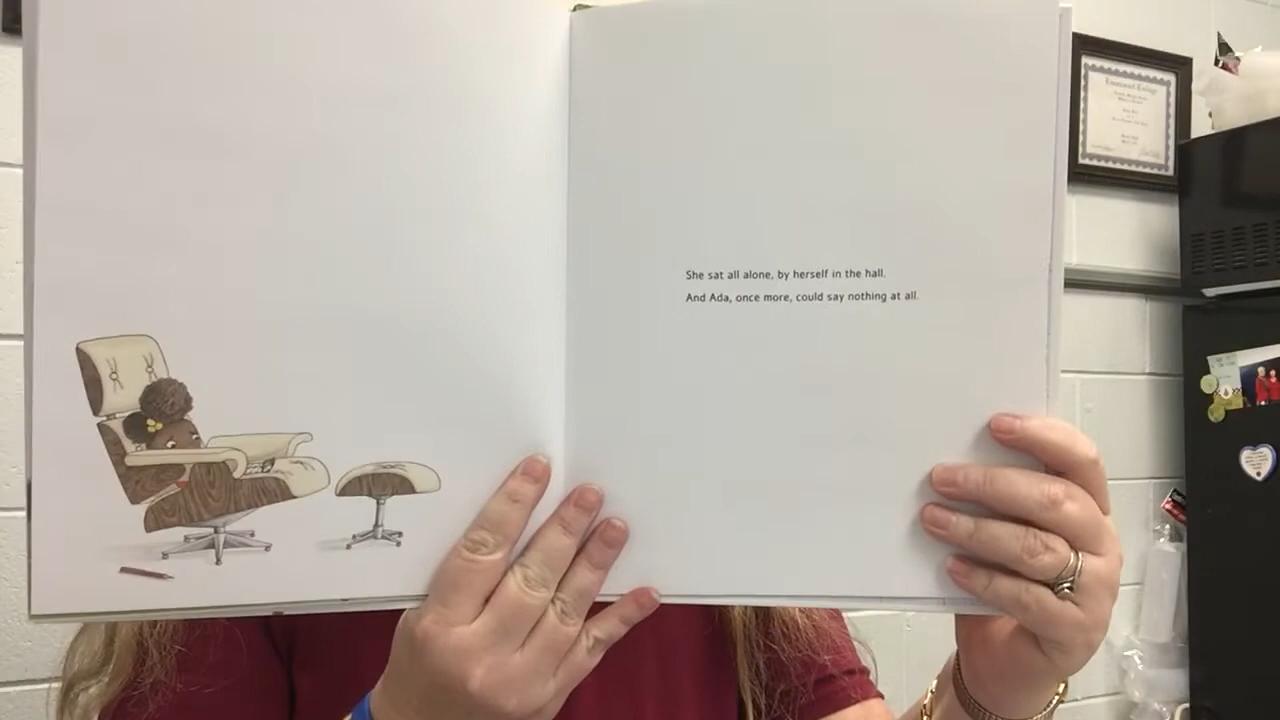 She sat all alone, by herself in the hall.
And Ada, once more, could say nothing at all.